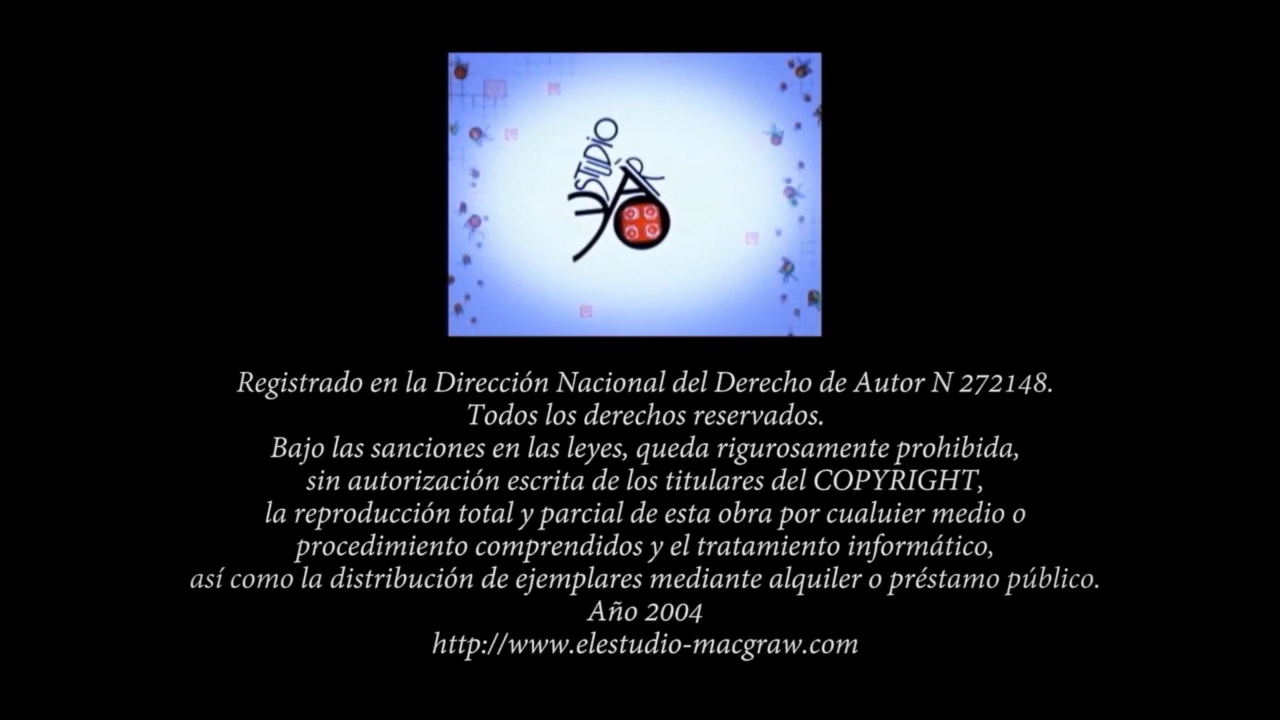 STUDIO
Registrado en la Dirección Nacional del Derecho de Autor N 272148.
Todos los derechos reservados.
Bajo las sanciones en las leyes, queda rigurosamente prohibida,
sin autorización escrita de los titulares del COPYRIGHT,
la reproducción total y parcial de esta obra por cualuier medio o
procedimiento comprendidos y el tratamiento informático,
así como la distribución de ejemplares mediante alquiler o préstamo público.
Año 2004
http://www.elestudio-macgraw.com